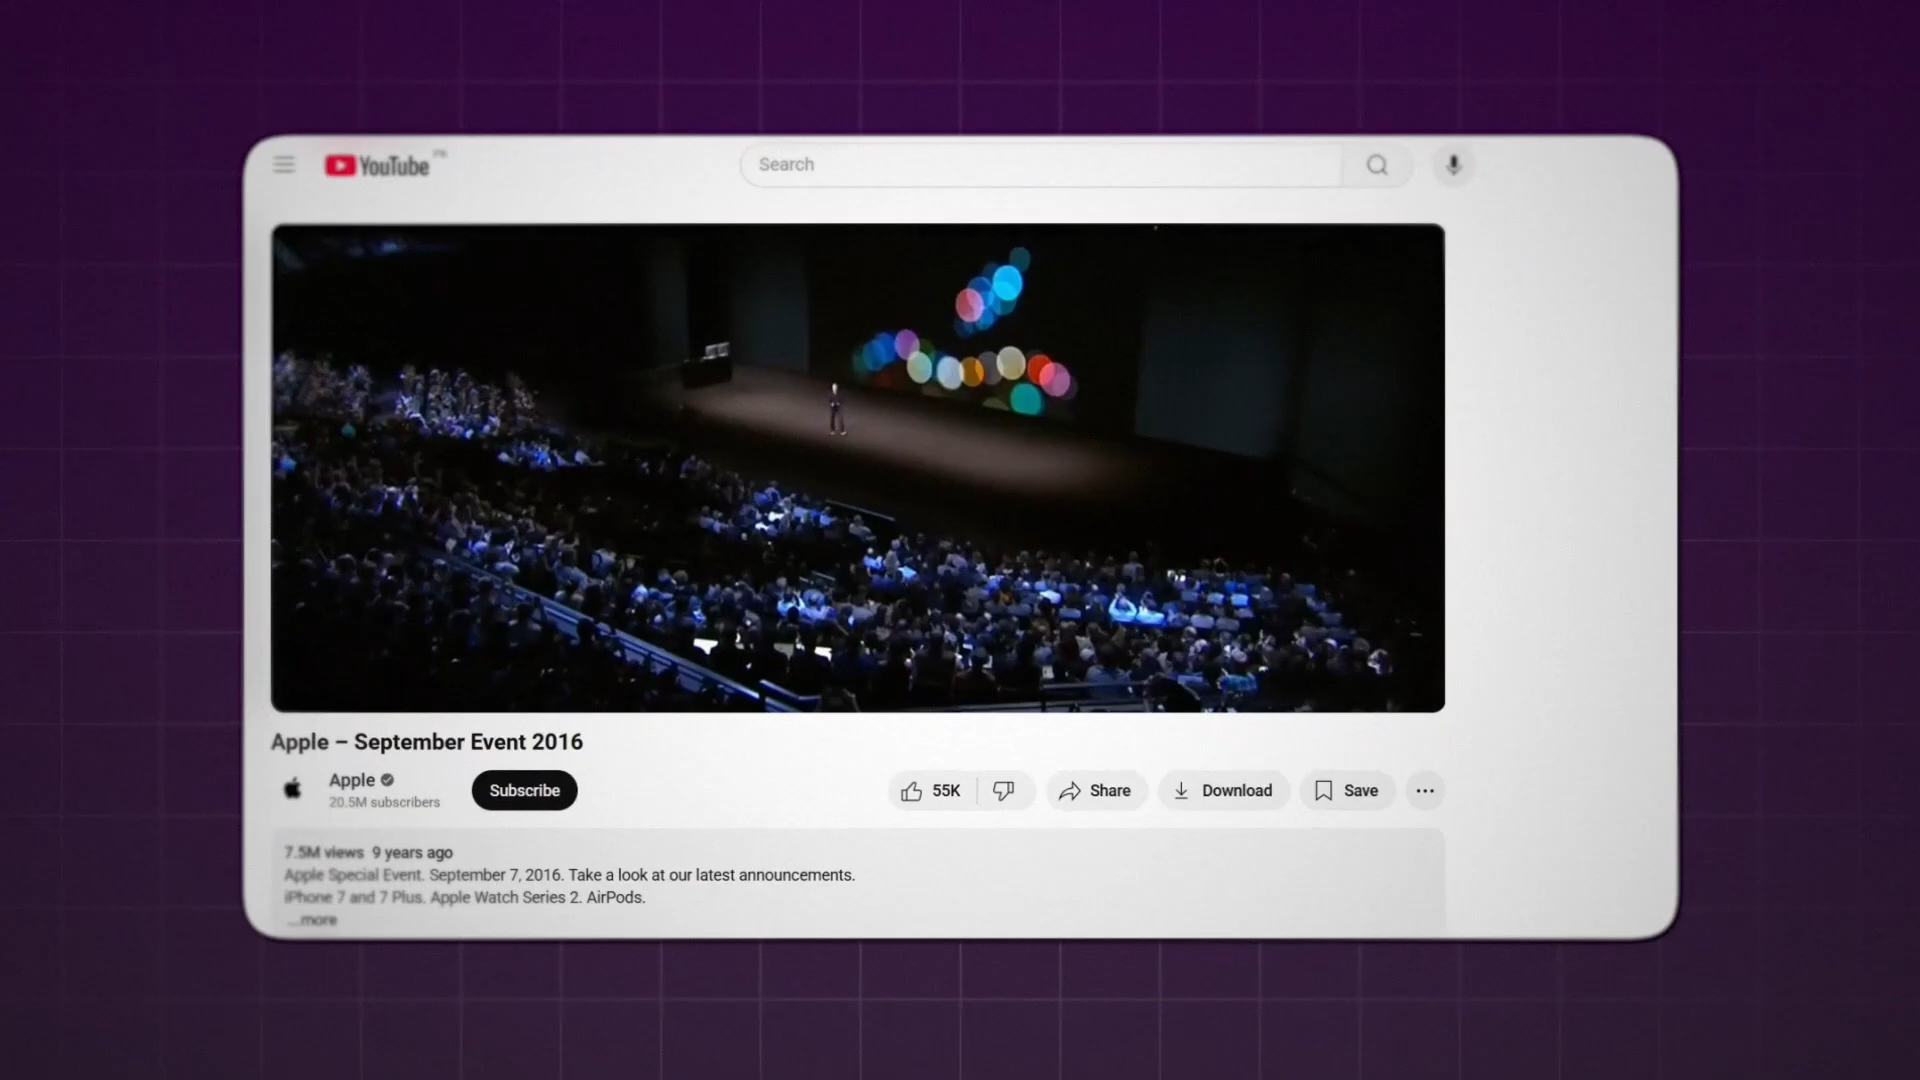 YouTube
Search
Apple – September Event 2016
Apple
20.5M subscribers
Subscribe
55K
Share
Download
Save
7.5M views 9 years ago
Apple Special Event. September 7, 2016. Take a look at our latest announcements.
iPhone 7 and 7 Plus. Apple Watch Series 2. AirPods.
...more